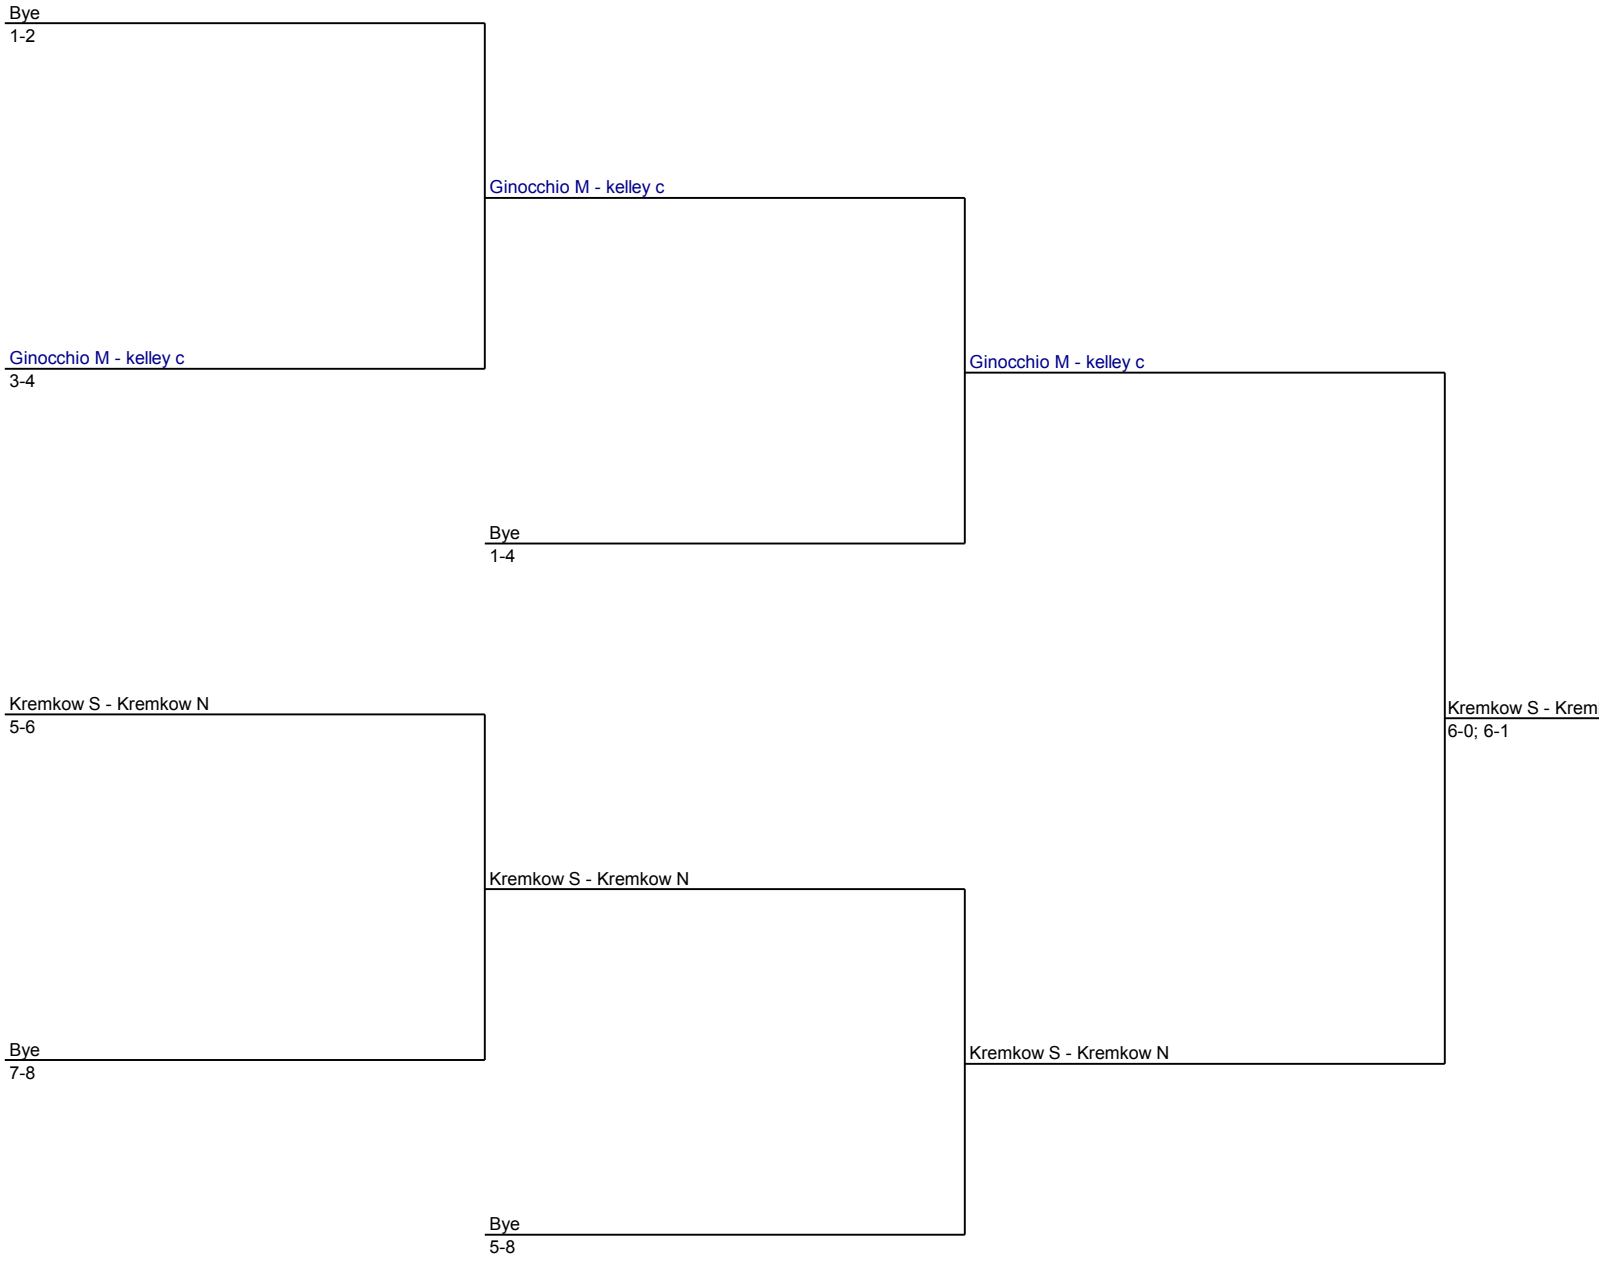 Bye
1-2
Ginocchio M - kelley c
Ginocchio M - kelley c
3-4
Ginocchio M - kelley c
Bye
1-4
Kremkow S - Kremkow N
5-6
Kremkow S - Krem
6-0; 6-1
Kremkow S - Kremkow N
Bye
7-8
Kremkow S - Kremkow N
Bye
5-8